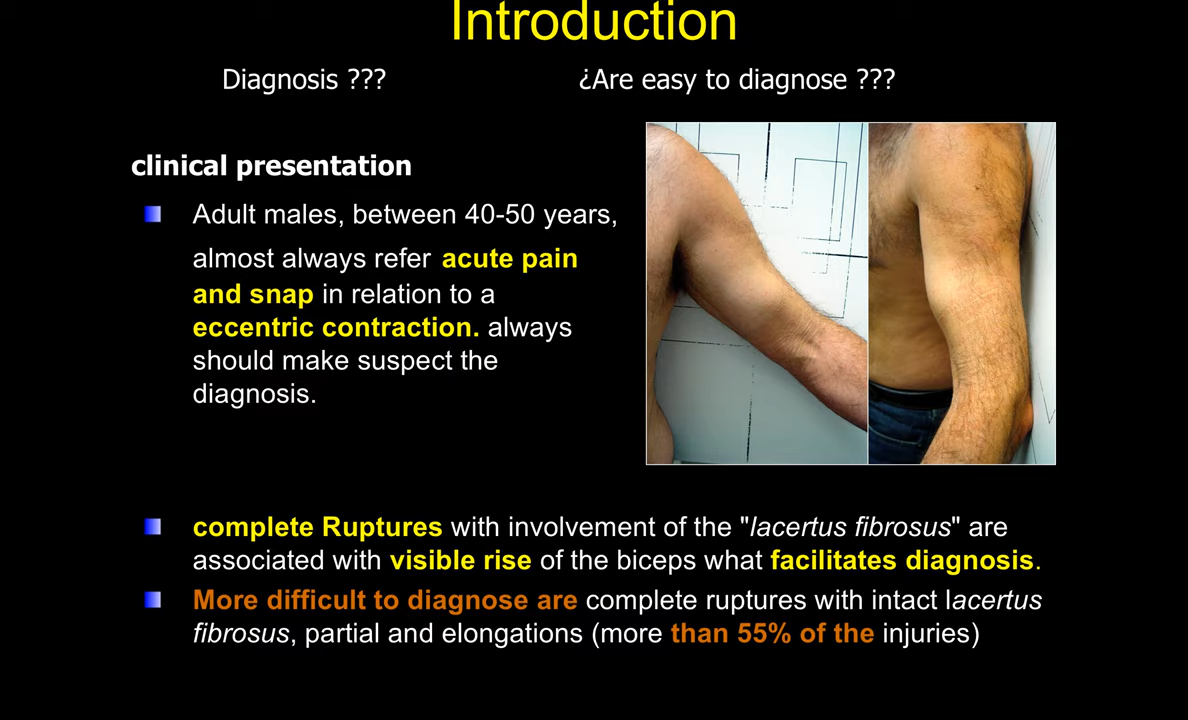 Introduction
Diagnosis ???
¿Are easy to diagnose ???
clinical presentation
Adult males, between 40-50 years,
almost always refer acute pain
and snap in relation to a
eccentric contraction. always
should make suspect the
diagnosis.
complete Ruptures with involvement of the "lacertus fibrosus" are
associated with visible rise of the biceps what facilitates diagnosis.
More difficult to diagnose are complete ruptures with intact lacertus
fibrosus, partial and elongations (more than 55% of the injuries)